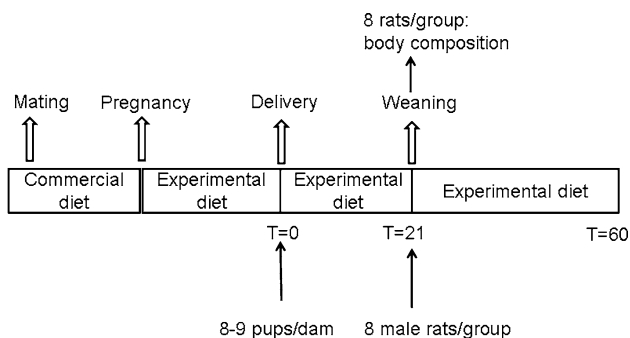 8 rats/group:
body composition
Mating
Pregnancy
Delivery
Weaning
Commercial
diet
Experimental
diet
Experimental
diet
Experimental diet
T=0
T=21
T=60
8-9 pups/dam
8 male rats/group